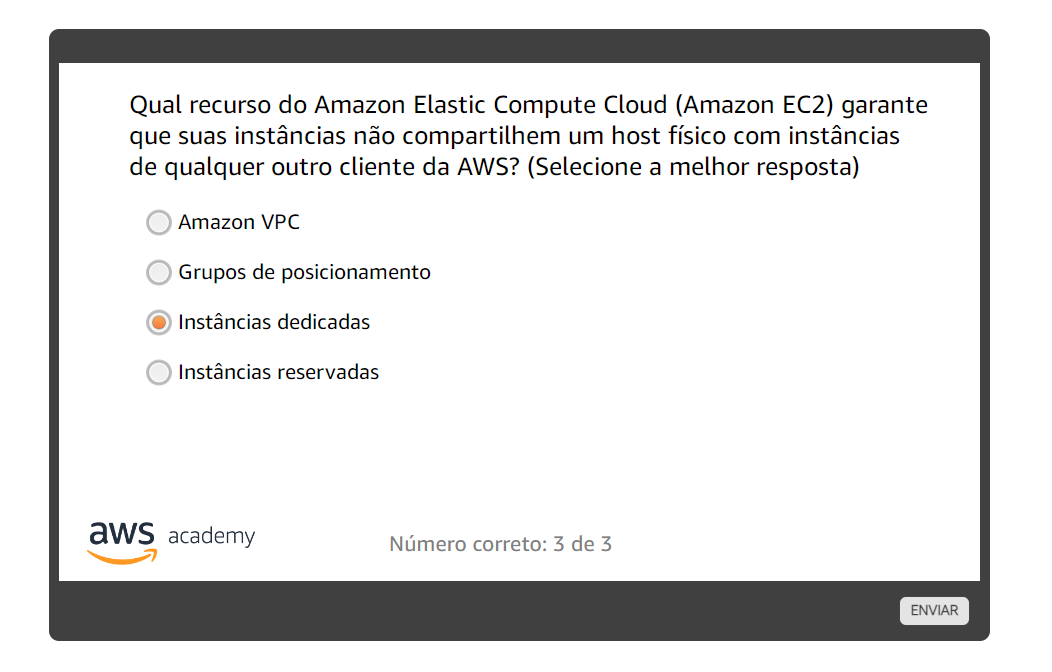 Qual recurso do Amazon Elastic Compute Cloud (Amazon EC2) garante
que suas instâncias não compartilhem um host físico com instâncias
de qualquer outro cliente da AWS? (Selecione a melhor resposta)
Amazon VPC
Grupos de posicionamento
Instâncias dedicadas
Instâncias reservadas
aws academy
Número correto: 3 de 3
ENVIAR